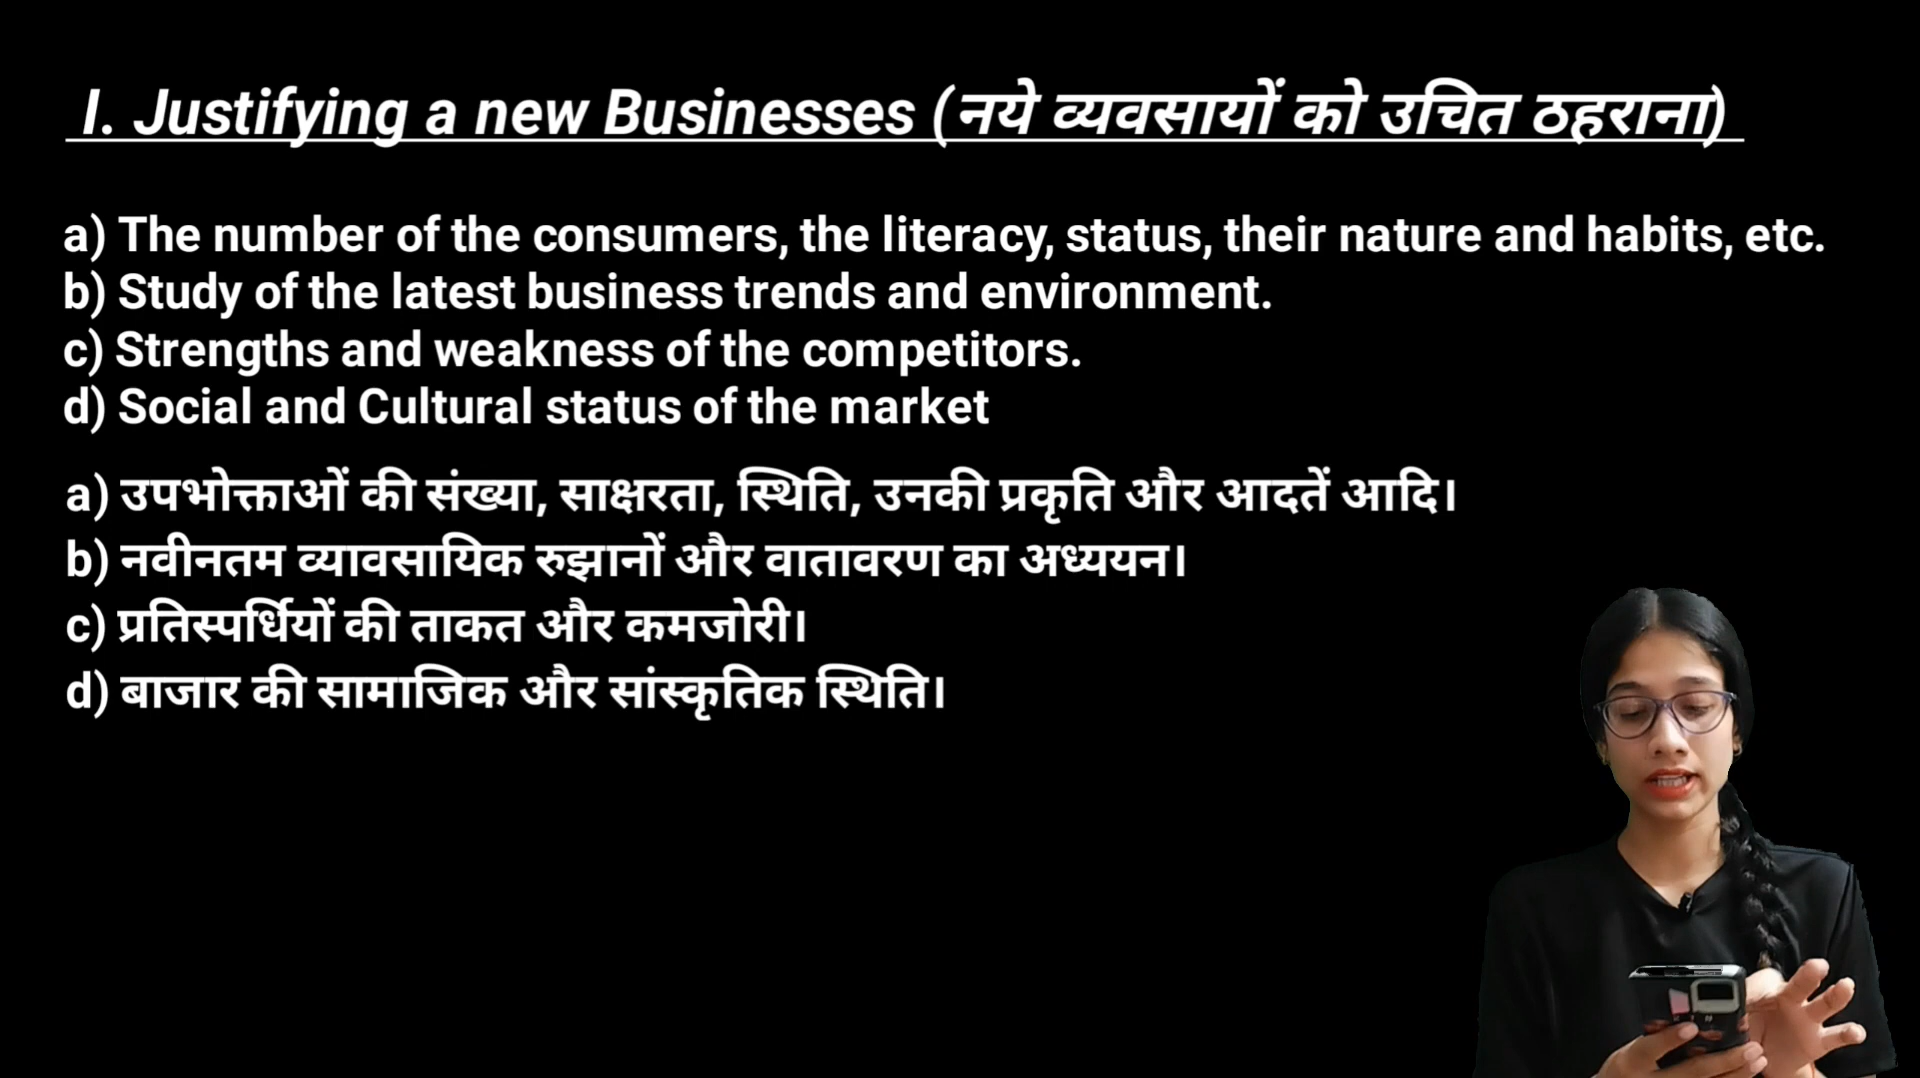 I. Justifying a new Businesses (नये व्यवसायों को उचित ठहराना)
a) The number of the consumers, the literacy, status, their nature and habits, etc.
b) Study of the latest business trends and environment.
c) Strengths and weakness of the competitors.
d) Social and Cultural status of the market
a) उपभोक्ताओं की संख्या, साक्षरता, स्थिति, उनकी प्रकृति और आदतें आदि।
b) नवीनतम व्यावसायिक रुझानों और वातावरण का अध्ययन।
c) प्रतिस्पर्धियों की ताकत और कमजोरी।
d) बाजार की सामाजिक और सांस्कृतिक स्थिति।